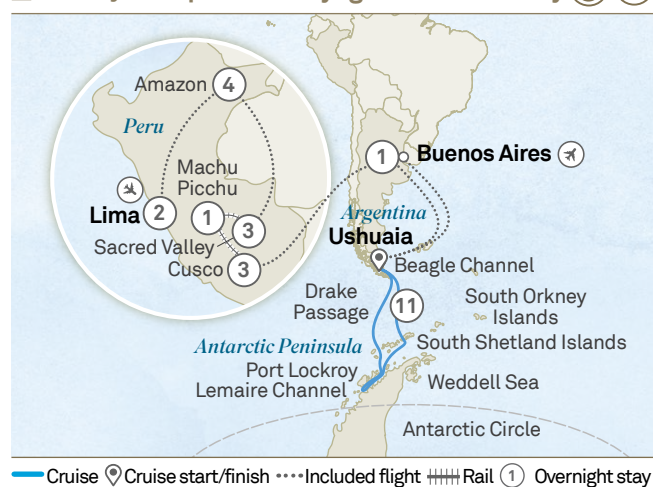 Amazon 4
Peru
Machu
Picchu
Lima 2
1
3
Sacred Valley
Cusco 3
1 Buenos Aires
Argentina
Ushuaia
Beagle Channel
Drake
Passage
11
South Orkney
Islands
Antarctic Peninsula
South Shetland Islands
Port Lockroy
Lemaire Channel
Weddell Sea
Antarctic Circle
Cruise Cruise start/finish Included flight Rail 1 Overnight stay